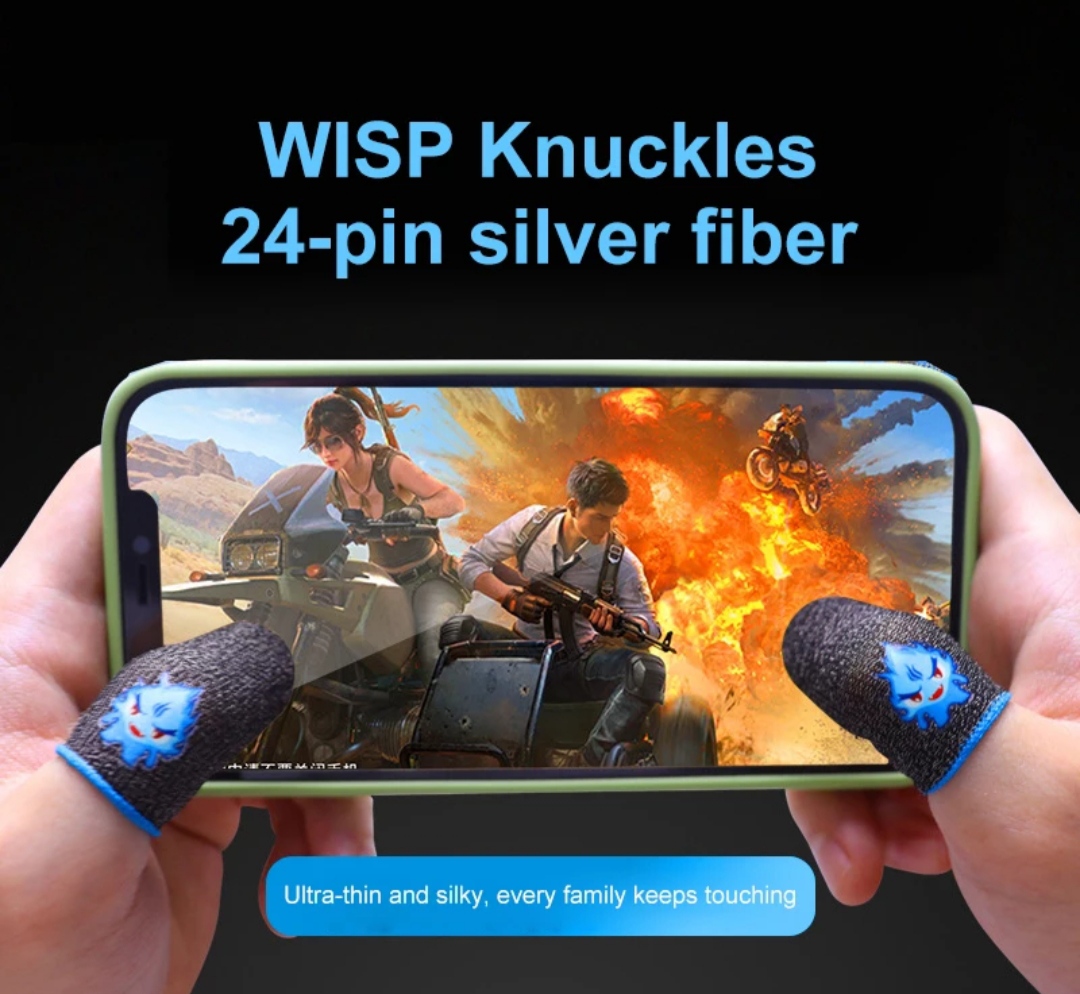 WISP Knuckles
24-pin silver fiber
Ultra-thin and silky, every family keeps touching